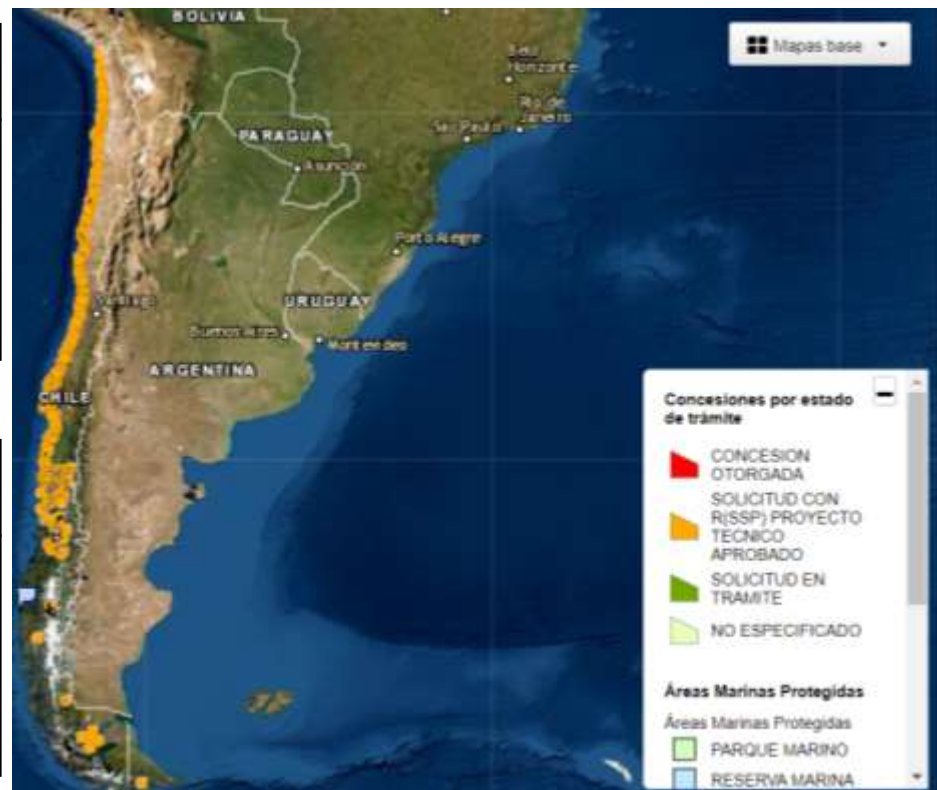 BOLIVIA
Mapas base
Belo
Horizonte
Rio de
Janeiro
Sao Paulo
PARAGUAY
Asuncion
Porto Alegre
Santiago
URUGUAY
Buenos Aires
Montevideo
ARGENTINA
CHILE
Concesiones por estado
de trámite
CONCESION
OTORGADA
SOLICITUD CON
R(SSP) PROYECTO
TECNICO
APROBADO
SOLICITUD EN
TRAMITE
NO ESPECIFICADO
Áreas Marinas Protegidas
Áreas Marinas Protegidas
PARQUE MARINO
RESERVA MARINA